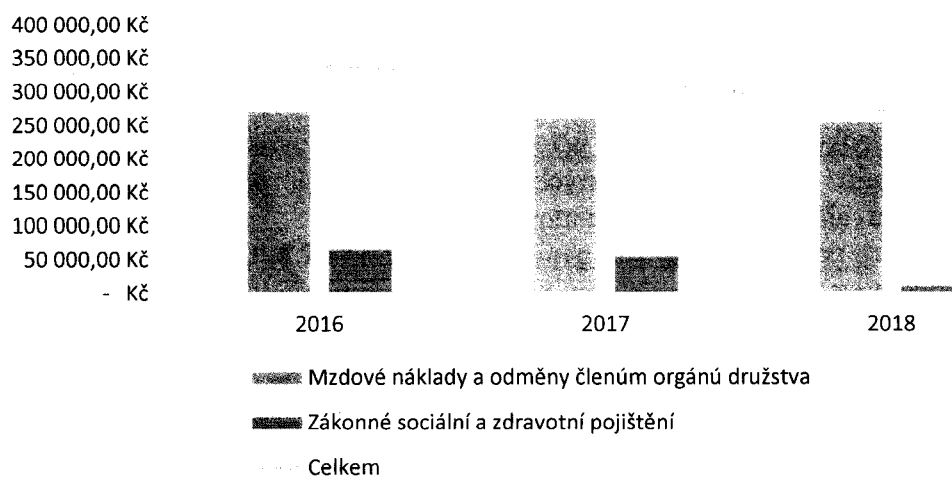 400 000,00 Kč
350 000,00 Kč
300 000,00 Kč
250 000,00 Kč
200 000,00 Kč
150 000,00 Kč
100 000,00 Kč
50 000,00 Kč
- Kč
2016 2017 2018
Mzdové náklady a odměny členúm orgánú družstva
Zákonné sociální a zdravotní pojištění
Celkem